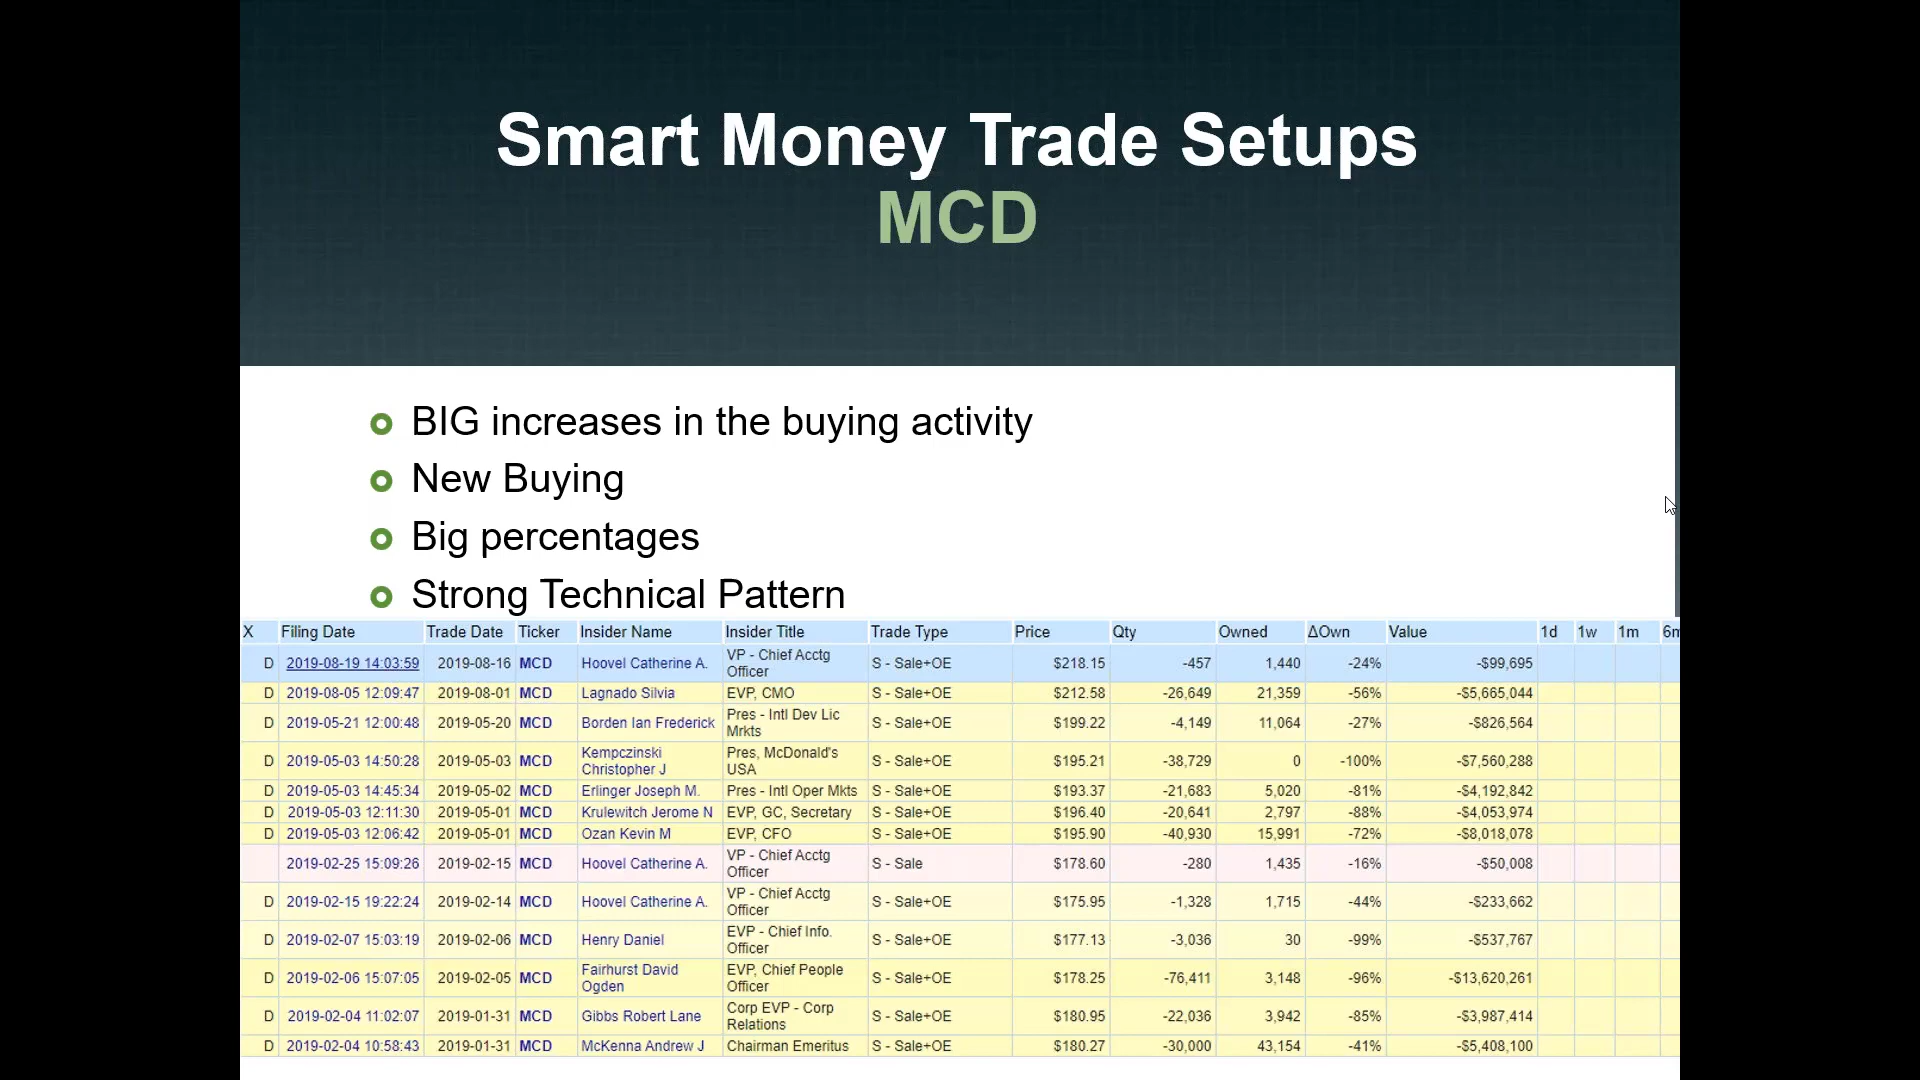 Smart Money Trade Setups
MCD
BIG increases in the buying activity
New Buying
Big percentages
Strong Technical Pattern
X Filing Date Trade Date Ticker Insider Name Insider Title Trade Type Price Qty Owned ΔOwn Value 1d 1w 1m 6m
D 2019-08-19 14:03:59 2019-08-16 MCD Hoovel Catherine A. VP - Chief Acctg Officer S - Sale+OE $218.15 -457 1,440 -24% -$99,695
D 2019-08-05 12:09:47 2019-08-01 MCD Lagnado Silvia EVP, CMO S - Sale+OE $212.58 -26,649 21,359 -56% -$5,665,044
D 2019-05-21 12:00:48 2019-05-20 MCD Borden Ian Frederick Pres - Intl Dev Lic Mrkts S - Sale+OE $199.22 -4,149 11,064 -27% -$826,564
D 2019-05-03 14:50:28 2019-05-03 MCD Kempczinski Christopher J Pres, McDonald's USA S - Sale+OE $195.21 -38,729 0 -100% -$7,560,288
D 2019-05-03 14:45:34 2019-05-02 MCD Erlinger Joseph M. Pres - Intl Oper Mkts S - Sale+OE $193.37 -21,683 5,020 -81% -$4,192,842
D 2019-05-03 12:11:30 2019-05-01 MCD Krulewitch Jerome N EVP, GC, Secretary S - Sale+OE $196.40 -20,641 2,797 -88% -$4,053,974
D 2019-05-03 12:06:42 2019-05-01 MCD Ozan Kevin M EVP, CFO S - Sale+OE $195.90 -40,930 15,991 -72% -$8,018,078
2019-02-25 15:09:26 2019-02-15 MCD Hoovel Catherine A. VP - Chief Acctg Officer S - Sale $178.60 -280 1,435 -16% -$50,008
D 2019-02-15 19:22:24 2019-02-14 MCD Hoovel Catherine A. VP - Chief Acctg Officer S - Sale+OE $175.95 -1,328 1,715 -44% -$233,662
D 2019-02-07 15:03:19 2019-02-06 MCD Henry Daniel EVP - Chief Info. Officer S - Sale+OE $177.13 -3,036 30 -99% -$537,767
D 2019-02-06 15:07:05 2019-02-05 MCD Fairhurst David Ogden EVP, Chief People Officer S - Sale+OE $178.25 -76,411 3,148 -96% -$13,620,261
D 2019-02-04 11:02:07 2019-01-31 MCD Gibbs Robert Lane Corp EVP - Corp Relations S - Sale+OE $180.95 -22,036 3,942 -85% -$3,987,414
D 2019-02-04 10:58:43 2019-01-31 MCD McKenna Andrew J Chairman Emeritus S - Sale+OE $180.27 -30,000 43,154 -41% -$5,408,100